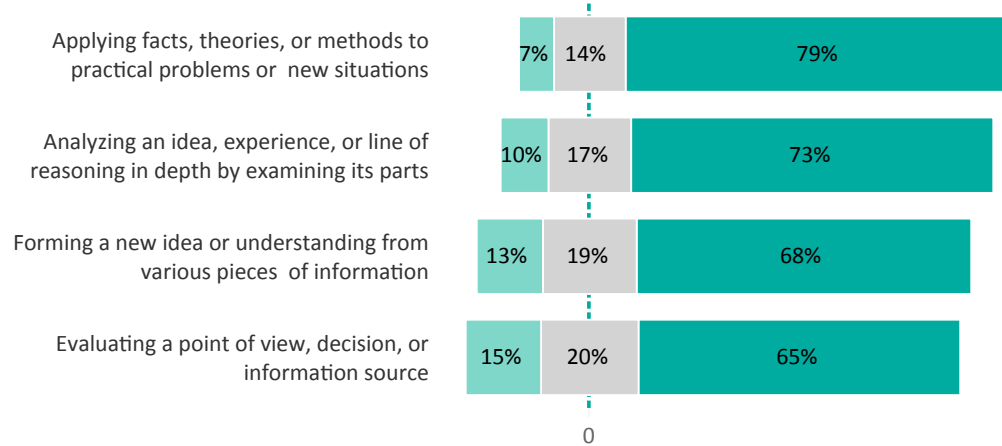 Applying facts, theories, or methods to
practical problems or new situations
7% 14% 79%
Analyzing an idea, experience, or line of
reasoning in depth by examining its parts
10% 17% 73%
Forming a new idea or understanding from
various pieces of information
13% 19% 68%
Evaluating a point of view, decision, or
information source
15% 20% 65%
0